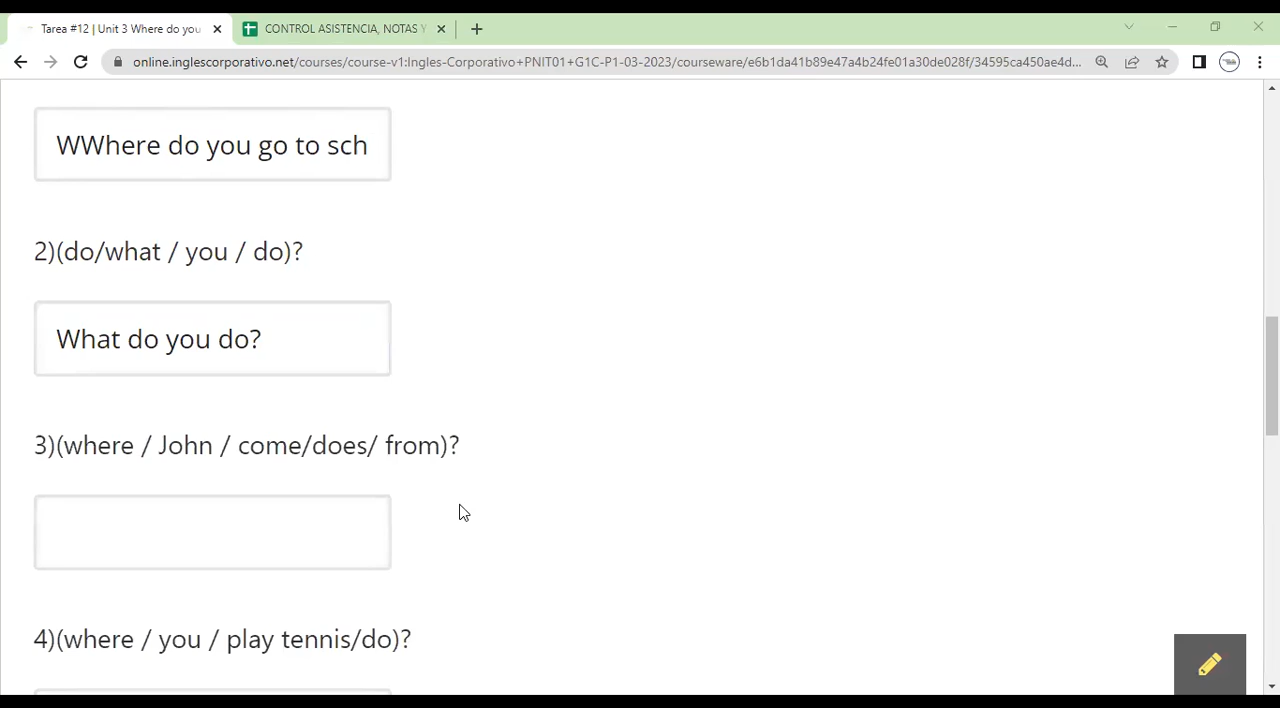 Tarea #12 | Unit 3 Where do you
CONTROL ASISTENCIA, NOTAS Y
online.inglescorporativo.net/courses/course-v1:Ingles-Corporativo+PNIT01+G1C-P1-03-2023/courseware/e6b1da41b89e47a4b24fe01a30de028f/34595ca450ae4d...
WWhere do you go to sch
2)(do/what / you / do)?
What do you do?
3)(where / John / come/does/ from)?
4)(where / you / play tennis/do)?